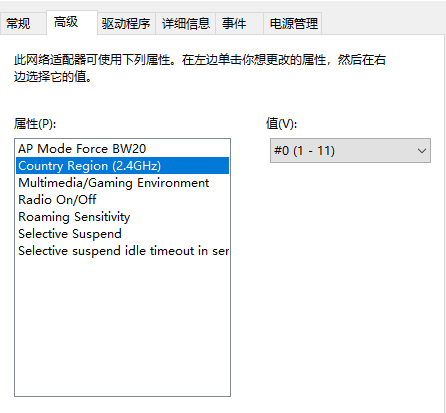 常规 高级 驱动程序 详细信息 事件 电源管理
此网络适配器可使用下列属性。在左边单击你想更改的属性，然后在右
边选择它的值。
属性(P): 值(V):
AP Mode Force BW20 #0 (1 - 11)
Country Region (2.4GHz)
Multimedia/Gaming Environment
Radio On/Off
Roaming Sensitivity
Selective Suspend
Selective suspend idle timeout in ser